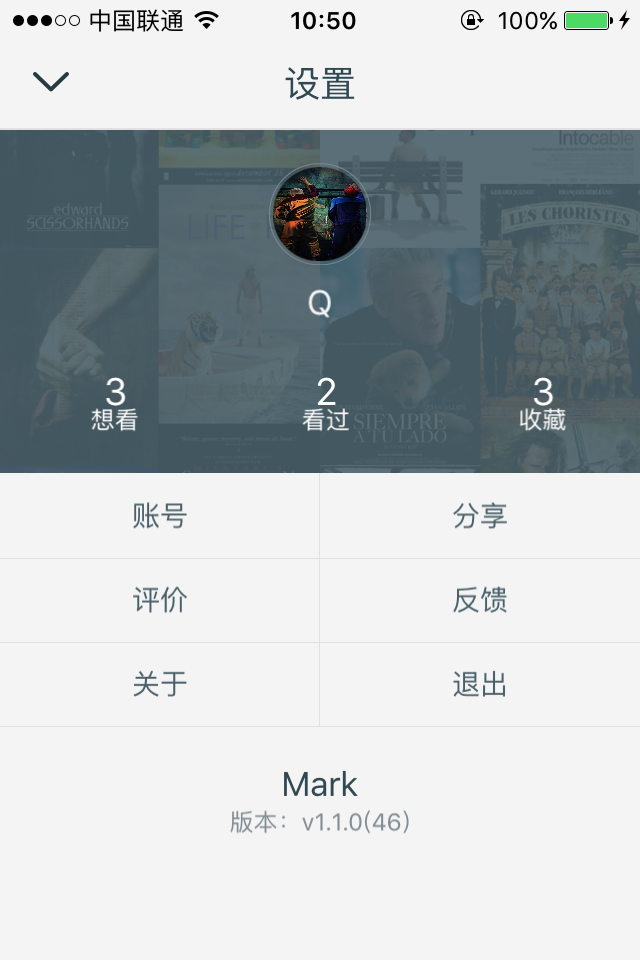 中国联通 10:50 100%
设置
Intocable
edward
SCISSORHANDS
LES CHORISTES
LIFE
Q
3 2 3
想看 看过 收藏
SIEMPRE
A TU LADO
账号 分享
评价 反馈
关于 退出
Mark
版本：v1.1.0(46)